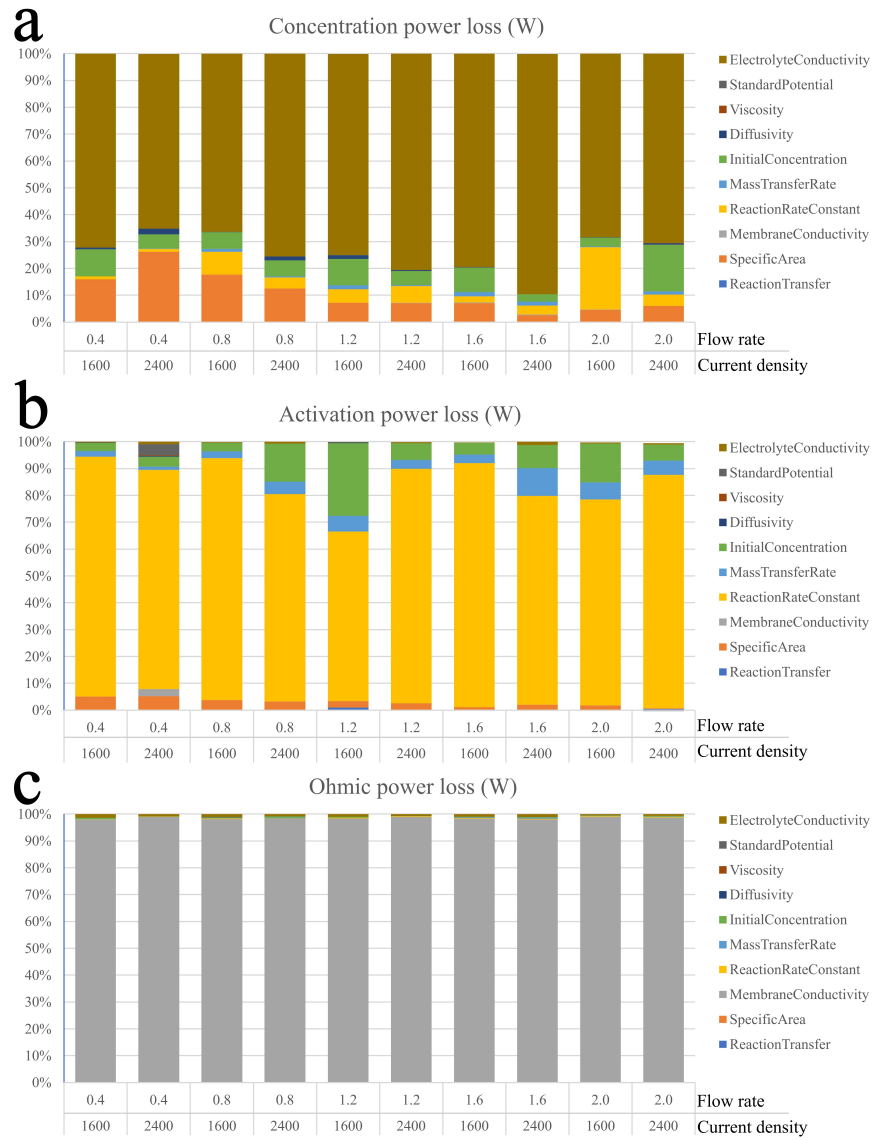 a
Concentration power loss (W)
100%
90%
80%
70%
60%
50%
40%
30%
20%
10%
0%
ElectrolyteConductivity
StandardPotential
Viscosity
Diffusivity
InitialConcentration
MassTransferRate
ReactionRateConstant
MembraneConductivity
SpecificArea
ReactionTransfer
0.4 0.4 0.8 0.8 1.2 1.2 1.6 1.6 2.0 2.0 Flow rate
1600 2400 1600 2400 1600 2400 1600 2400 1600 2400 Current density
b
Activation power loss (W)
100%
90%
80%
70%
60%
50%
40%
30%
20%
10%
0%
ElectrolyteConductivity
StandardPotential
Viscosity
Diffusivity
InitialConcentration
MassTransferRate
ReactionRateConstant
MembraneConductivity
SpecificArea
ReactionTransfer
0.4 0.4 0.8 0.8 1.2 1.2 1.6 1.6 2.0 2.0 Flow rate
1600 2400 1600 2400 1600 2400 1600 2400 1600 2400 Current density
c
Ohmic power loss (W)
100%
90%
80%
70%
60%
50%
40%
30%
20%
10%
0%
ElectrolyteConductivity
StandardPotential
Viscosity
Diffusivity
InitialConcentration
MassTransferRate
ReactionRateConstant
MembraneConductivity
SpecificArea
ReactionTransfer
0.4 0.4 0.8 0.8 1.2 1.2 1.6 1.6 2.0 2.0 Flow rate
1600 2400 1600 2400 1600 2400 1600 2400 1600 2400 Current density